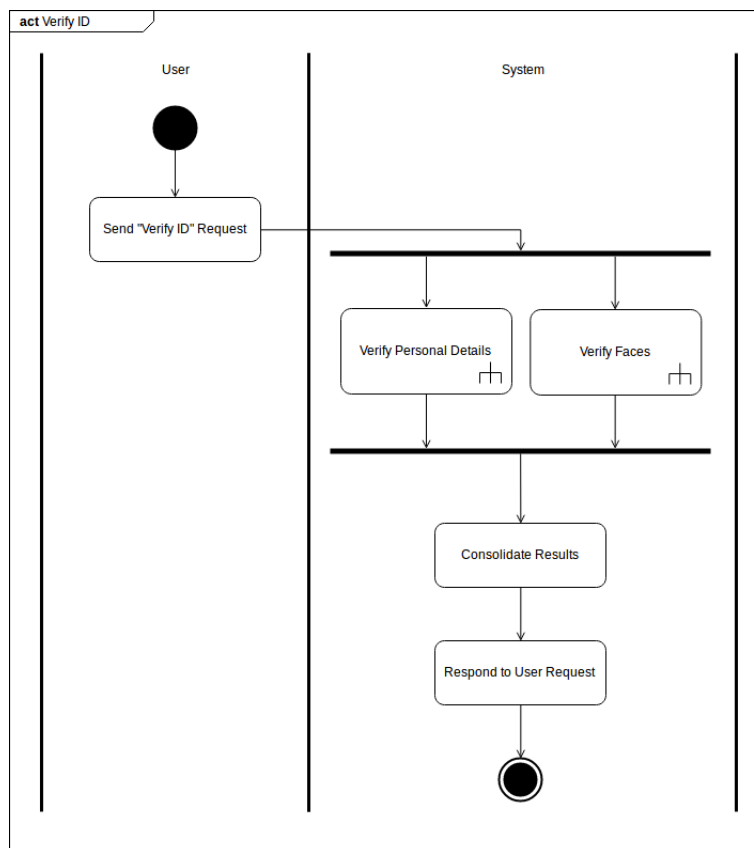 act Verify ID
User
System
Send "Verify ID" Request
Verify Personal Details
Verify Faces
Consolidate Results
Respond to User Request